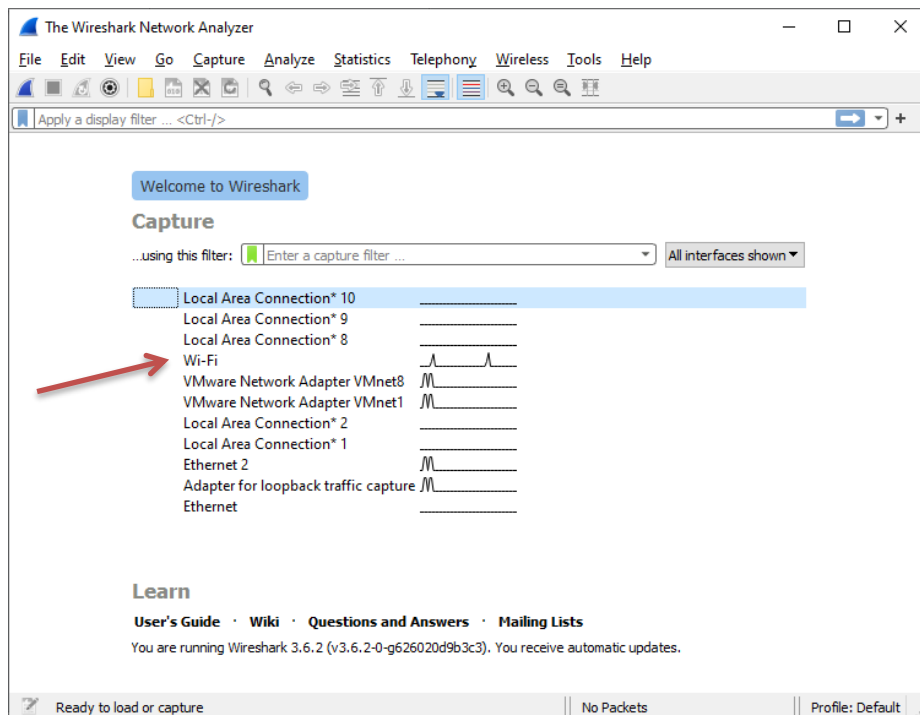 The Wireshark Network Analyzer
File Edit View Go Capture Analyze Statistics Telephony Wireless Tools Help
Apply a display filter ... <Ctrl-/>
Welcome to Wireshark
Capture
...using this filter: Enter a capture filter ... All interfaces shown
Local Area Connection* 10
Local Area Connection* 9
Local Area Connection* 8
Wi-Fi
VMware Network Adapter VMnet8
VMware Network Adapter VMnet1
Local Area Connection* 2
Local Area Connection* 1
Ethernet 2
Adapter for loopback traffic capture
Ethernet
Learn
User's Guide · Wiki · Questions and Answers · Mailing Lists
You are running Wireshark 3.6.2 (v3.6.2-0-g626020d9b3c3). You receive automatic updates.
Ready to load or capture No Packets Profile: Default